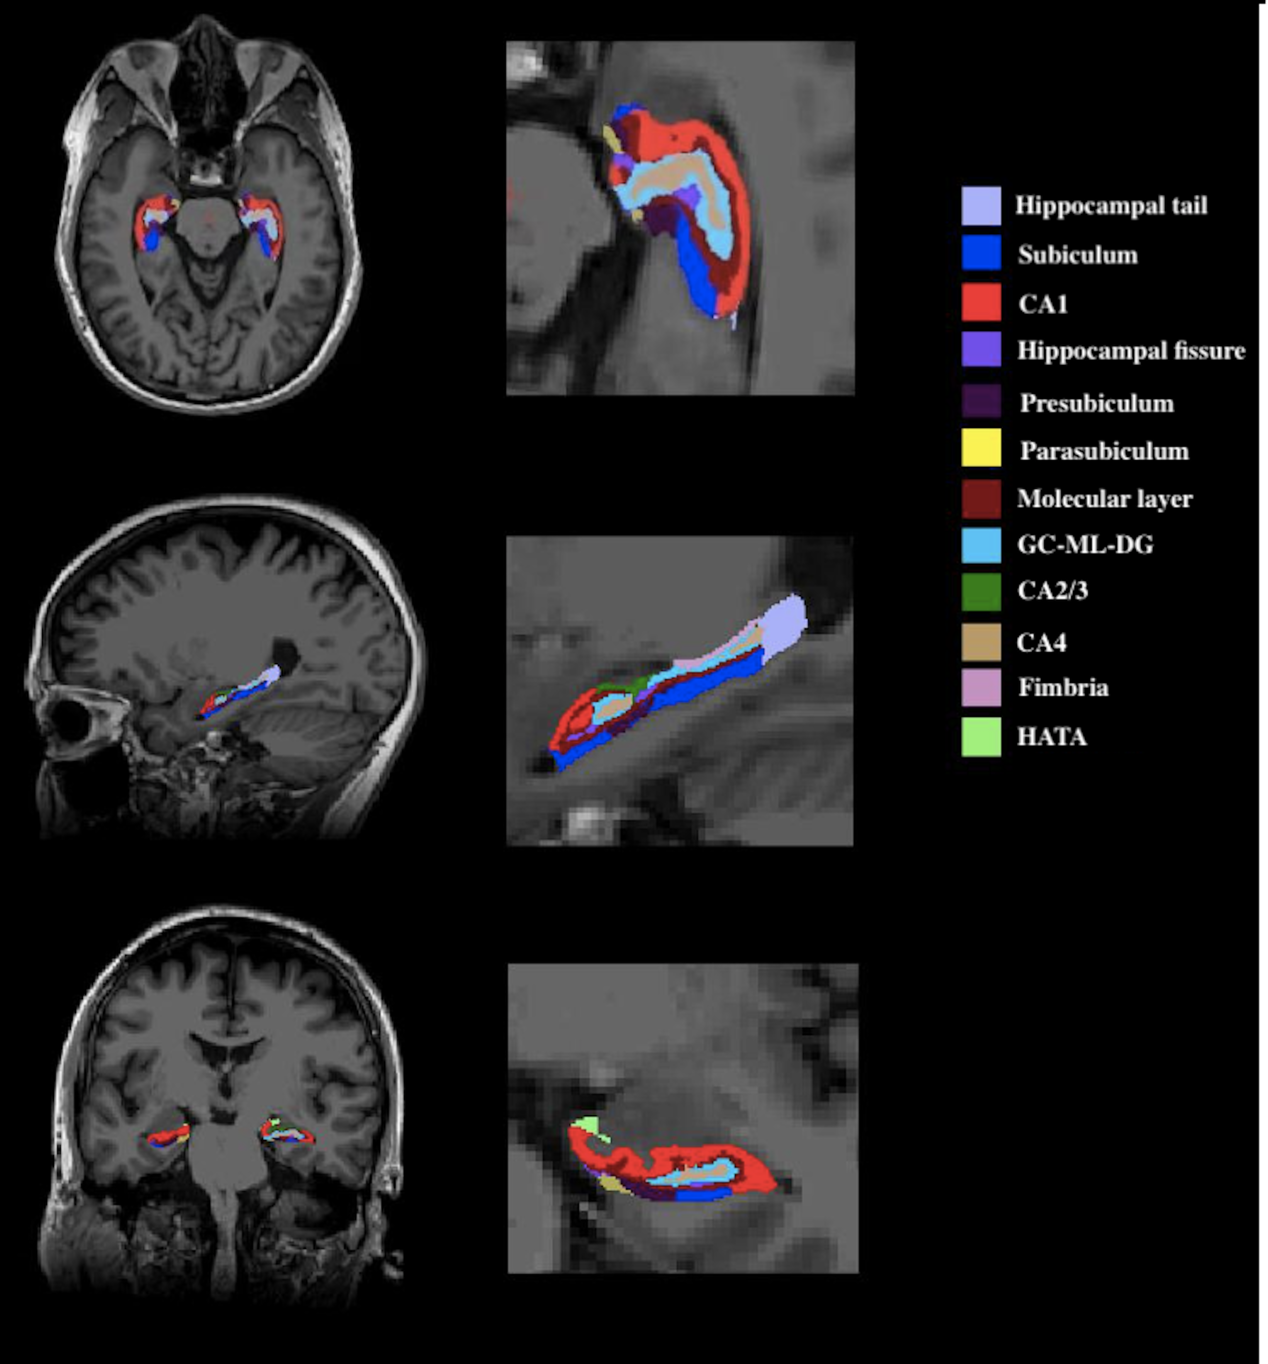 Hippocampal tail
Subiculum
CA1
Hippocampal fissure
Presubiculum
Parasubiculum
Molecular layer
GC-ML-DG
CA2/3
CA4
Fimbria
HATA